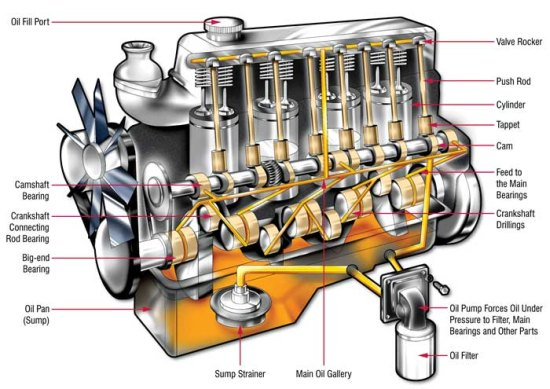 Oil Fill Port
Valve Rocker
Push Rod
Cylinder
Tappet
Cam
Feed to
the Main
Bearings
Crankshaft
Drillings
Camshaft
Bearing
Crankshaft
Connecting
Rod Bearing
Big-end
Bearing
Oil Pan
(Sump)
Sump Strainer
Main Oil Gallery
Oil Pump Forces Oil Under
Pressure to Filter, Main
Bearings and Other Parts
Oil Filter